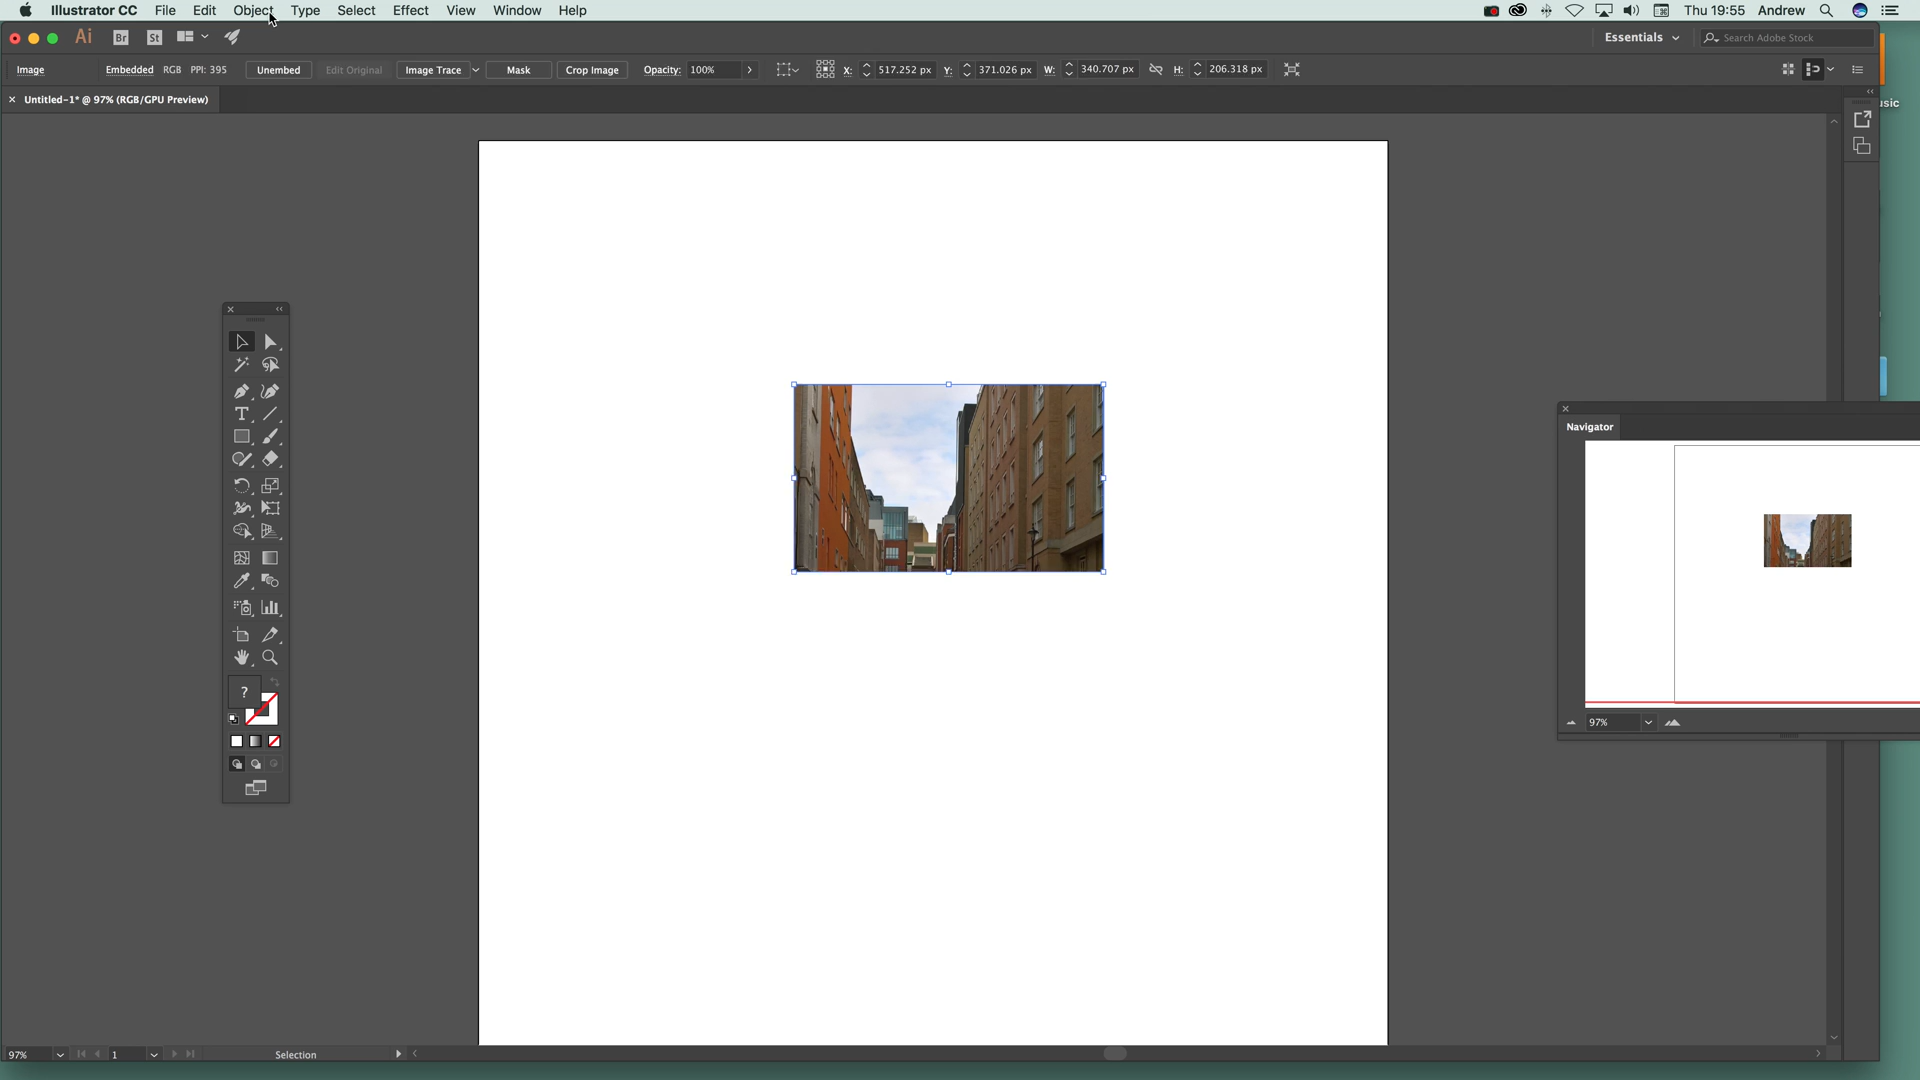 Illustrator CC File Edit Object Type Select Effect View Window Help Thu 19:55 Andrew
Ai Br St Essentials Search Adobe Stock
Image Embedded RGB PPI: 395 Unembed Edit Original Image Trace Mask Crop Image Opacity: 100% X: 517.252 px Y: 371.026 px W: 340.707 px H: 206.318 px
Untitled-1* @ 97% (RGB/GPU Preview)
usic
Navigator
T
?
97%
97% 1 Selection